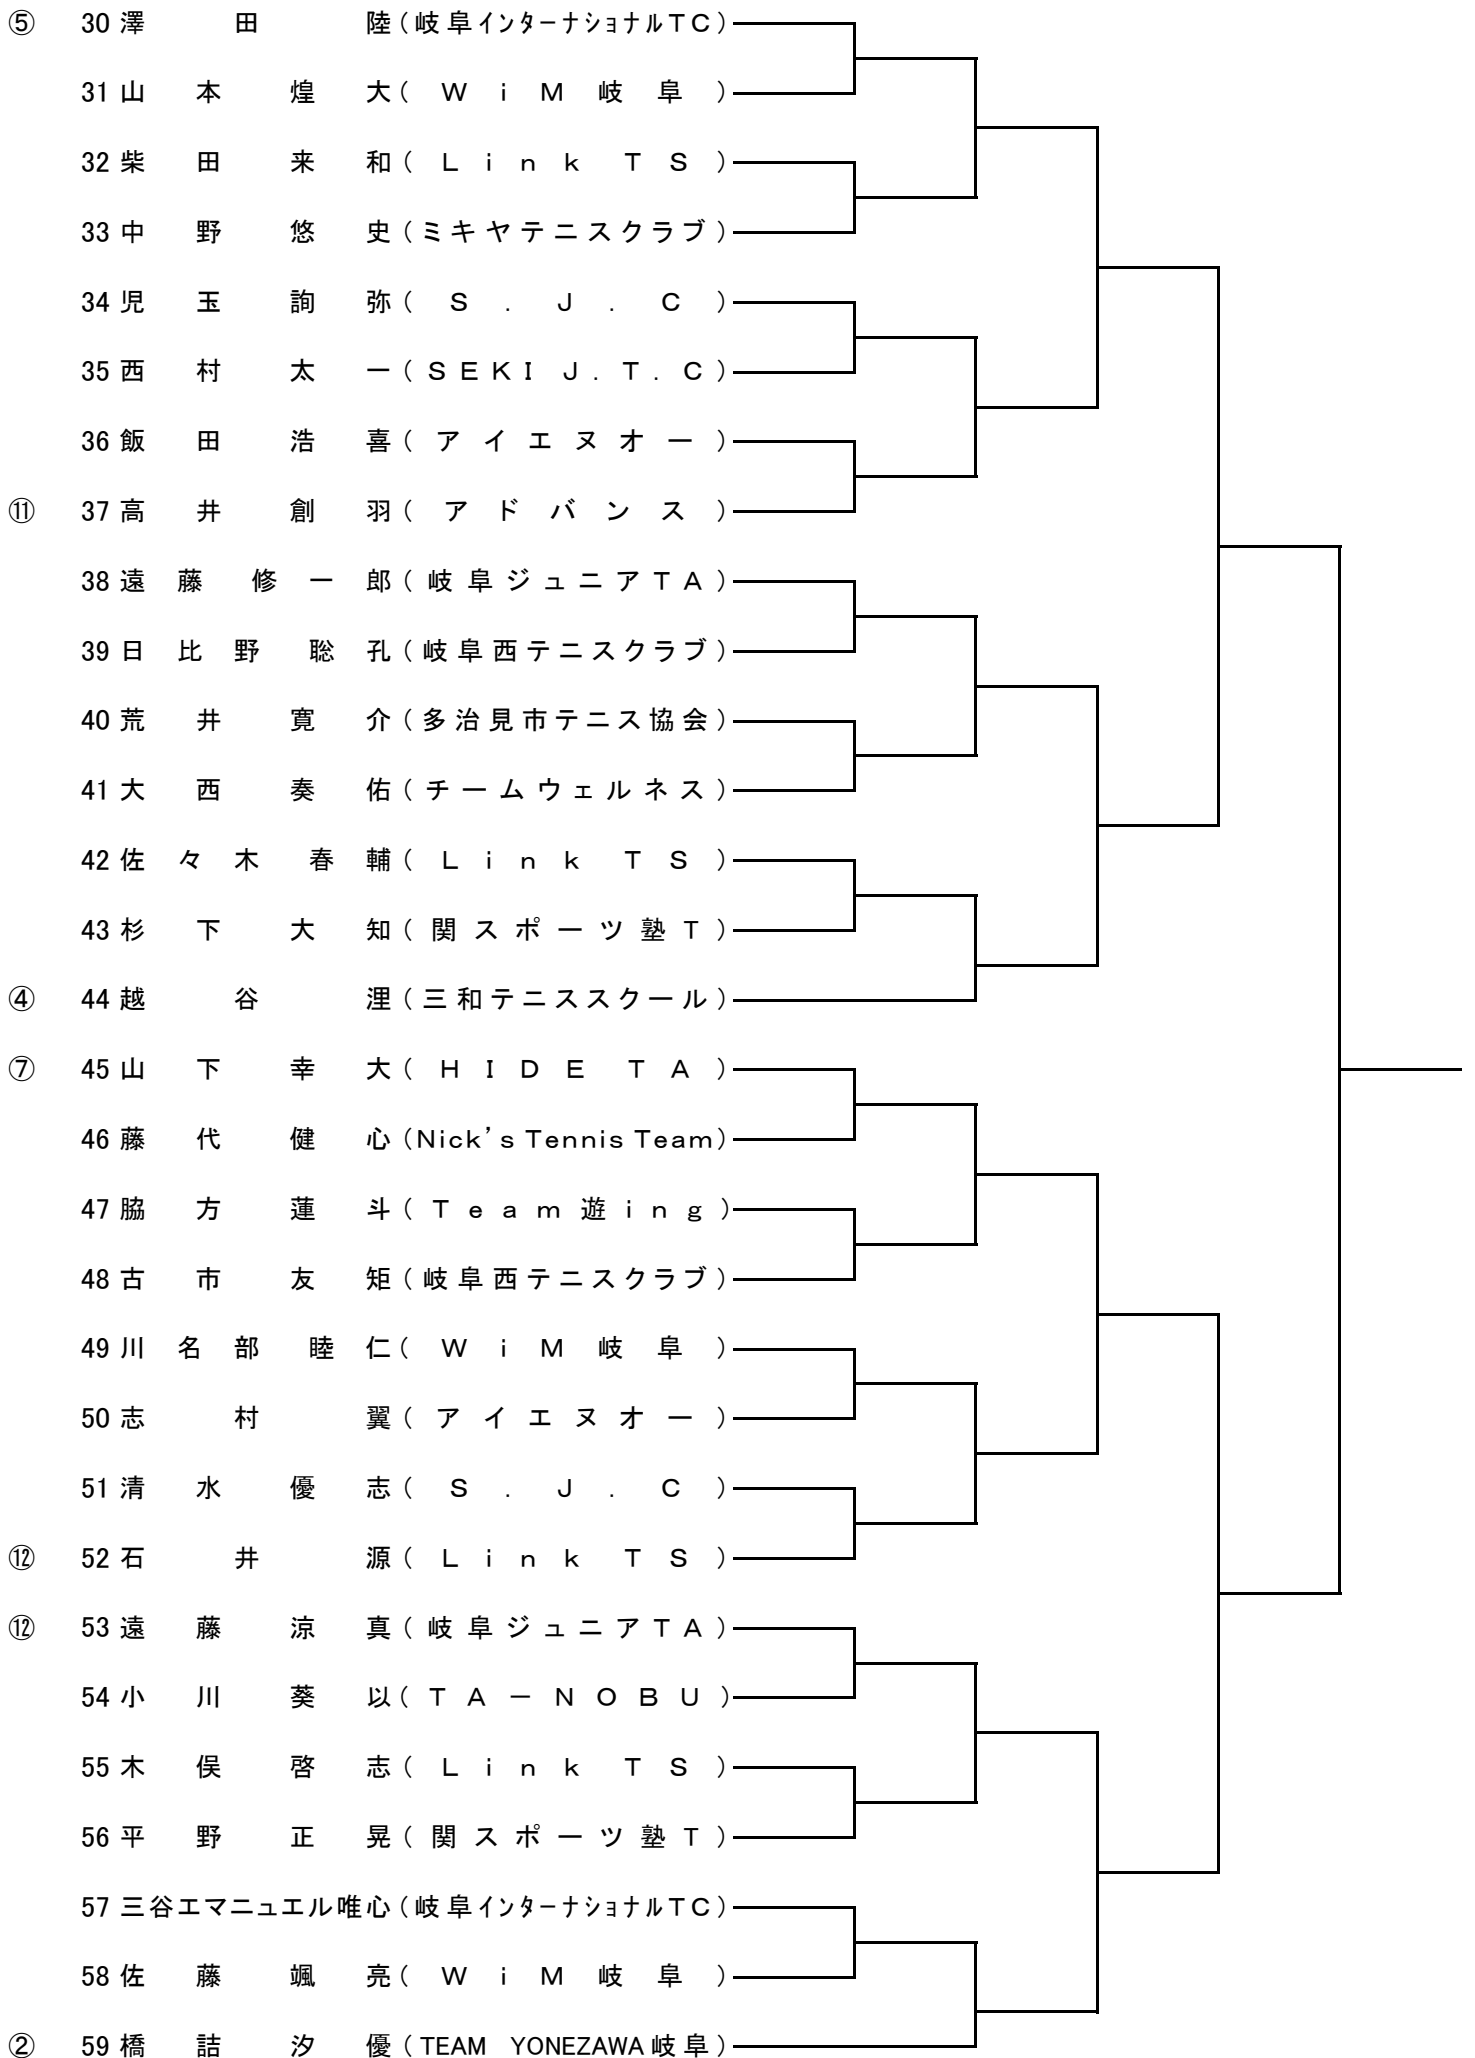 ⑤ 30 澤田陸(岐阜インターナショナルTC)
31 山本煌大(WiM岐阜)
32 柴田来和(Link TS)
33 中野悠史(ミキヤテニスクラブ)
34 児玉詢弥(S.J.C)
35 西村太一(SEKI J.T.C)
36 飯田浩喜(アイエヌオー)
⑪ 37 高井創羽(アドバンス)
38 遠藤修一郎(岐阜ジュニアTA)
39 日比野聡孔(岐阜西テニスクラブ)
40 荒井寛介(多治見市テニス協会)
41 大西奏佑(チームウェルネス)
42 佐々木春輔(Link TS)
43 杉下大知(関スポーツ塾T)
④ 44 越谷浬(三和テニススクール)
⑦ 45 山下幸大(HIDE TA)
46 藤代健心(Nick's Tennis Team)
47 脇方蓮斗(Team遊ing)
48 古市友矩(岐阜西テニスクラブ)
49 川名部睦仁(WiM岐阜)
50 志村翼(アイエヌオー)
51 清水優志(S.J.C)
⑫ 52 石井源(Link TS)
⑫ 53 遠藤涼真(岐阜ジュニアTA)
54 小川葵以(TA－NOBU)
55 木俣啓志(Link TS)
56 平野正晃(関スポーツ塾T)
57 三谷エマニュエル唯心(岐阜インターナショナルTC)
58 佐藤颯亮(WiM岐阜)
② 59 橋詰汐優(TEAM YONEZAWA岐阜)